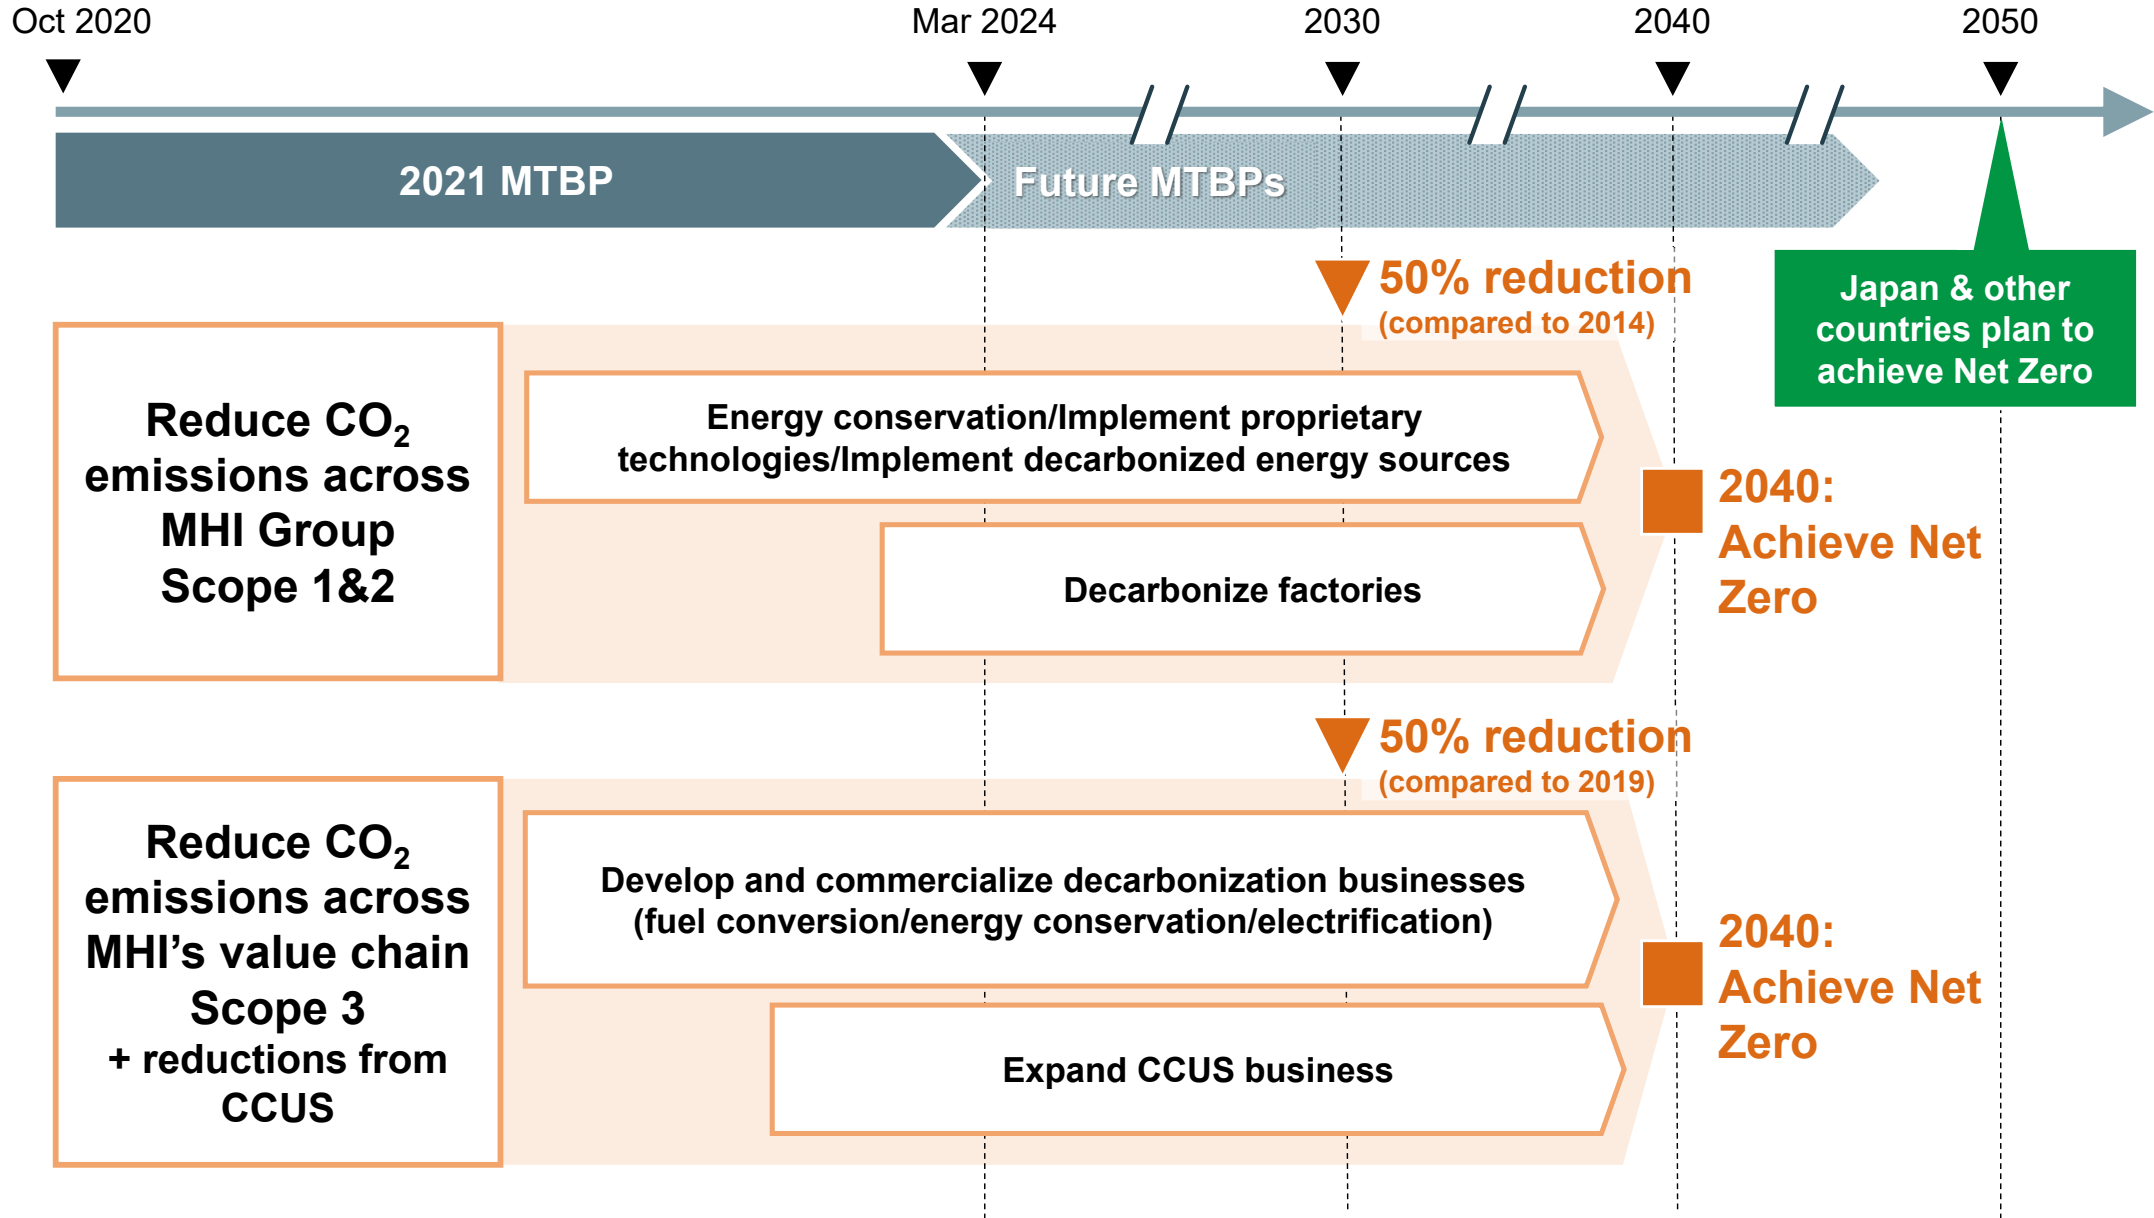 Oct 2020
Mar 2024
2030
2040
2050
2021 MTBP
Future MTBPs
Japan & other
countries plan to
achieve Net Zero
50% reduction
(compared to 2014)
Reduce CO₂
emissions across
MHI Group
Scope 1&2
Energy conservation/Implement proprietary
technologies/Implement decarbonized energy sources
Decarbonize factories
2040:
Achieve Net
Zero
50% reduction
(compared to 2019)
Reduce CO₂
emissions across
MHI’s value chain
Scope 3
+ reductions from
CCUS
Develop and commercialize decarbonization businesses
(fuel conversion/energy conservation/electrification)
Expand CCUS business
2040:
Achieve Net
Zero